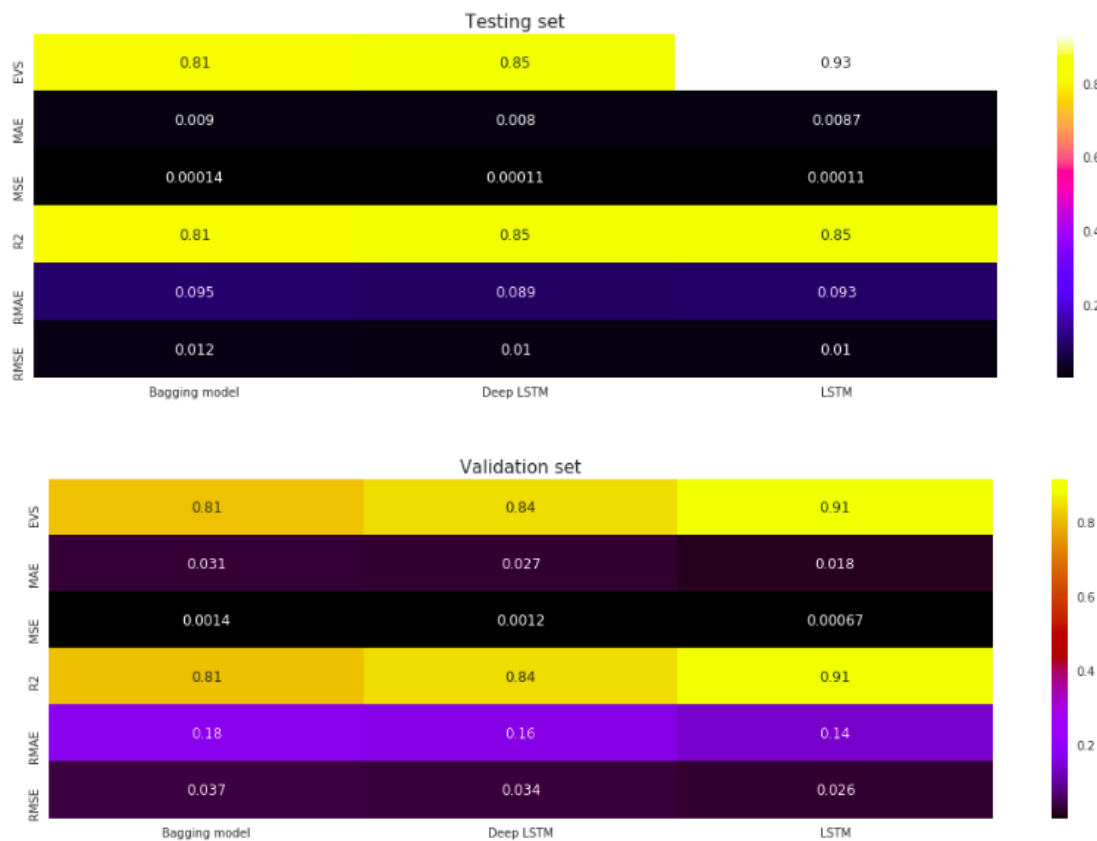 Testing set
EVS 0.81 0.85 0.93
MAE 0.009 0.008 0.0087
MSE 0.00014 0.00011 0.00011
R2 0.81 0.85 0.85
RMAE 0.095 0.089 0.093
RMSE 0.012 0.01 0.01
Bagging model Deep LSTM LSTM
0.8
0.6
0.4
0.2
Validation set
EVS 0.81 0.84 0.91
MAE 0.031 0.027 0.018
MSE 0.0014 0.0012 0.00067
R2 0.81 0.84 0.91
RMAE 0.18 0.16 0.14
RMSE 0.037 0.034 0.026
Bagging model Deep LSTM LSTM
0.8
0.6
0.4
0.2